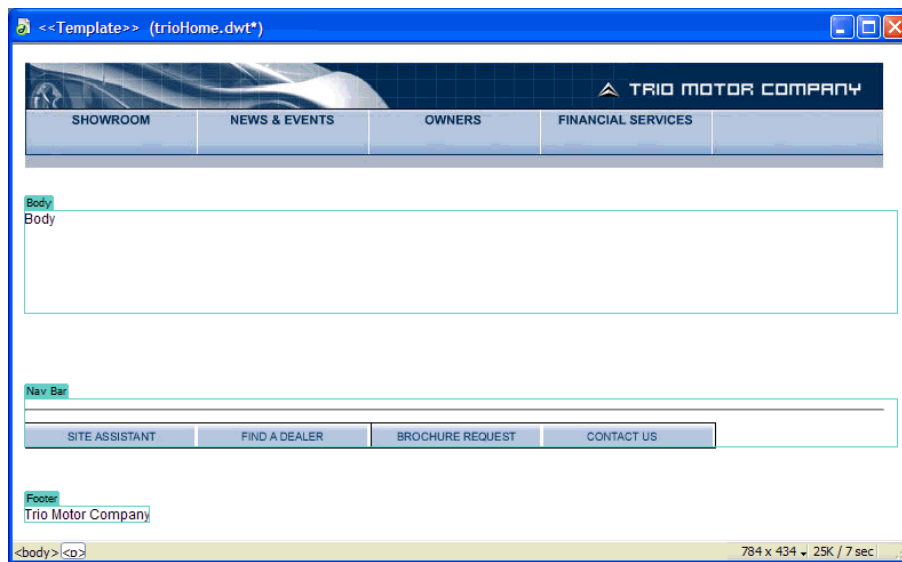 <<Template>> (trioHome.dwt*)
TRIO MOTOR COMPANY
SHOWROOM NEWS & EVENTS OWNERS FINANCIAL SERVICES
Body
Body
Nav Bar
SITE ASSISTANT FIND A DEALER BROCHURE REQUEST CONTACT US
Footer
Trio Motor Company
<body> <p> 784 x 434 25K / 7 sec